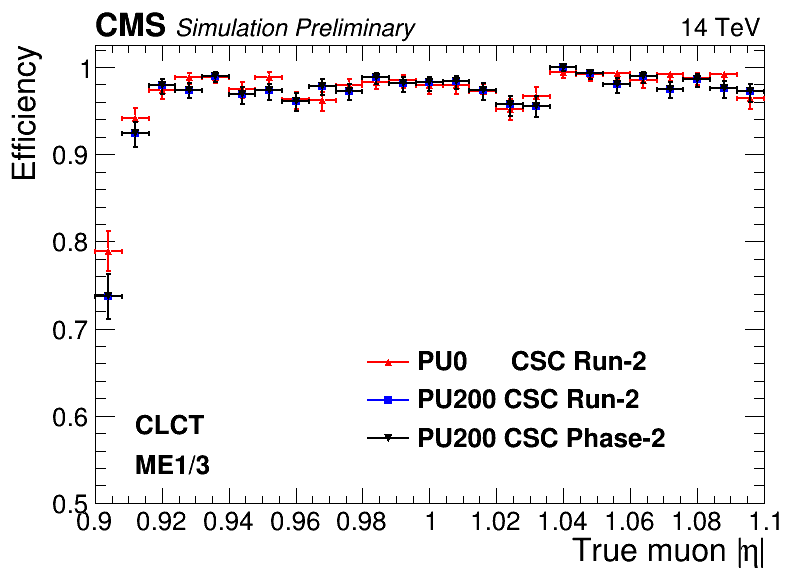 CMS Simulation Preliminary 14 TeV
Efficiency
1
0.9
0.8
0.7
0.6
0.5
PU0 CSC Run-2
PU200 CSC Run-2
PU200 CSC Phase-2
CLCT
ME1/3
0.9 0.92 0.94 0.96 0.98 1 1.02 1.04 1.06 1.08 1.1
True muon |η|